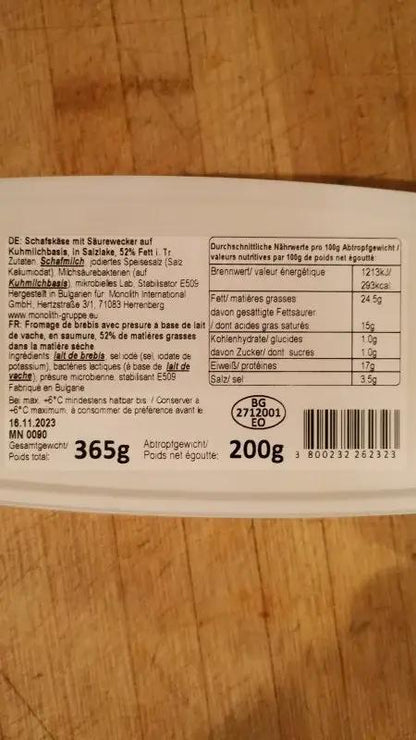 DE: Schafskäse mit Säurewecker auf
Kuhmilchbasis, in Salzlake, 52% Fett i. Tr.
Zutaten: Schafmilch, jodiertes Speisesalz (Salz
Kaliumiodat), Milchsäurebakterien (auf
Kuhmilchbasis), mikrobielles Lab, Stabilisator E509
Hergestellt in Bulgarien für: Monolith International
GmbH, Hertzstraße 3/1, 71083 Herrenberg
www.monolith-gruppe.eu
FR: Fromage de brebis avec présure à base de lait
de vache, en saumure, 52% de matières grasses
dans la matière sèche
Ingrédients: lait de brebis, sel iodé (sel, iodate de
potassium), bactéries lactiques (à base de lait de
vache), présure microbienne, stabilisant E509
Fabriqué en Bulgarie
Bei max. +6°C mindestens haltbar bis: / Conserver à
+6°C maximum, à consommer de préférence avant le
16.11.2023
MN 0090
Gesamtgewicht/
Poids total: 365g
Abtropfgewicht/
Poids net égoutté: 200g
Durchschnittliche Nährwerte pro 100g Abtropfgewicht /
valeurs nutritives par 100g de poids net égoutté
Brennwert/ valeur énergétique 1213kJ/
293kcal
Fett/ matières grasses 24.5g
davon gesättigte Fettsäurer
/ dont acides gras saturés 15g
Kohlenhydrate/ glucides 1.0g
davon Zucker/ dont sucres 1.0g
Eiweiß/ protéines 17g
Salz/ sel 3.5g
BG
2712001
EO
3 800232 262323